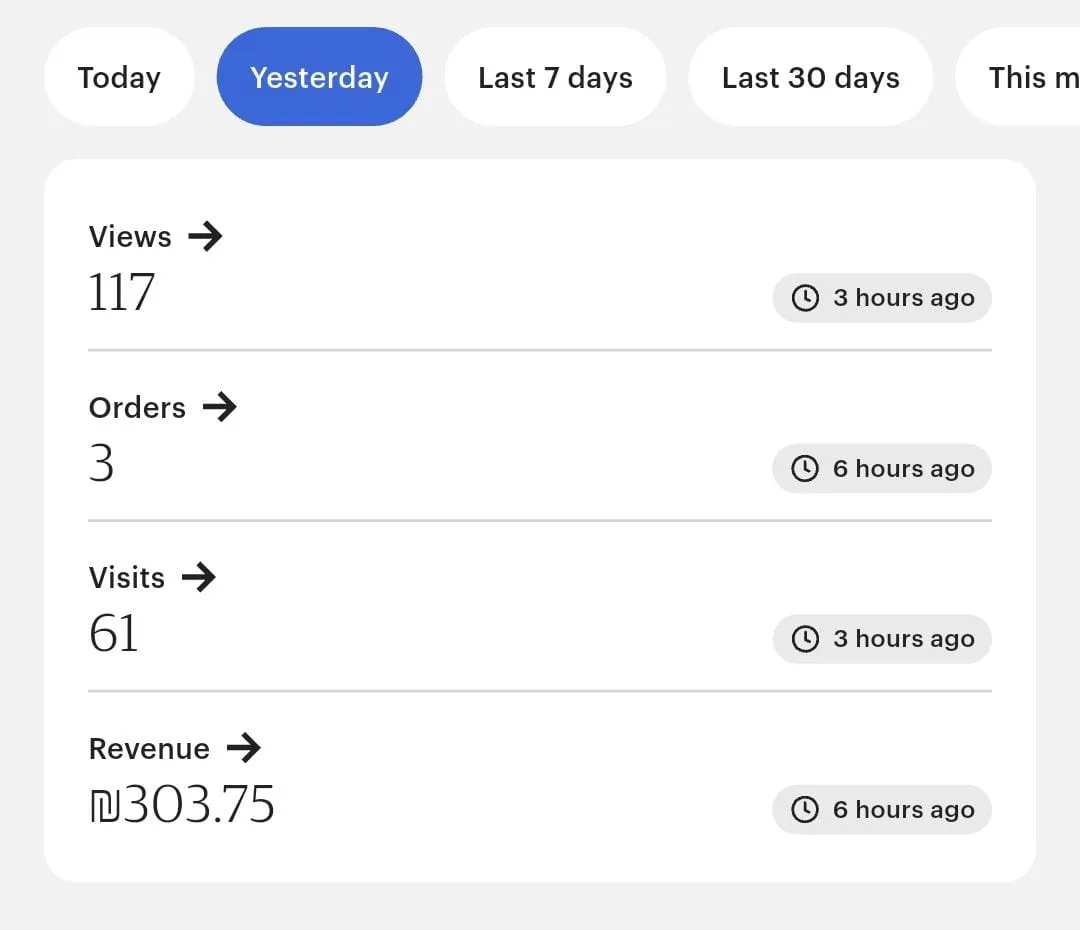 Today Yesterday Last 7 days Last 30 days This m
Views →
117
3 hours ago
Orders →
3
6 hours ago
Visits →
61
3 hours ago
Revenue →
₪303.75
6 hours ago